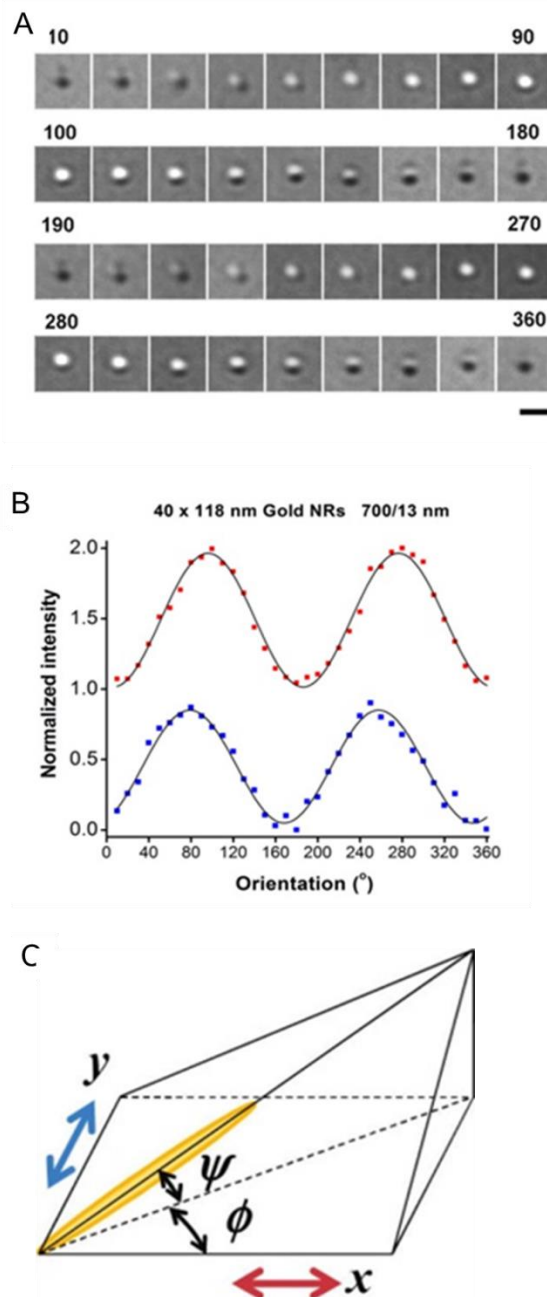 A
10 90
100 180
190 270
280 360
B
40 x 118 nm Gold NRs 700/13 nm
2.0
1.5
1.0
0.5
0.0
Normalized intensity
0 40 80 120 160 200 240 280 320 360
Orientation (°)
C
y
ψ
ϕ
x